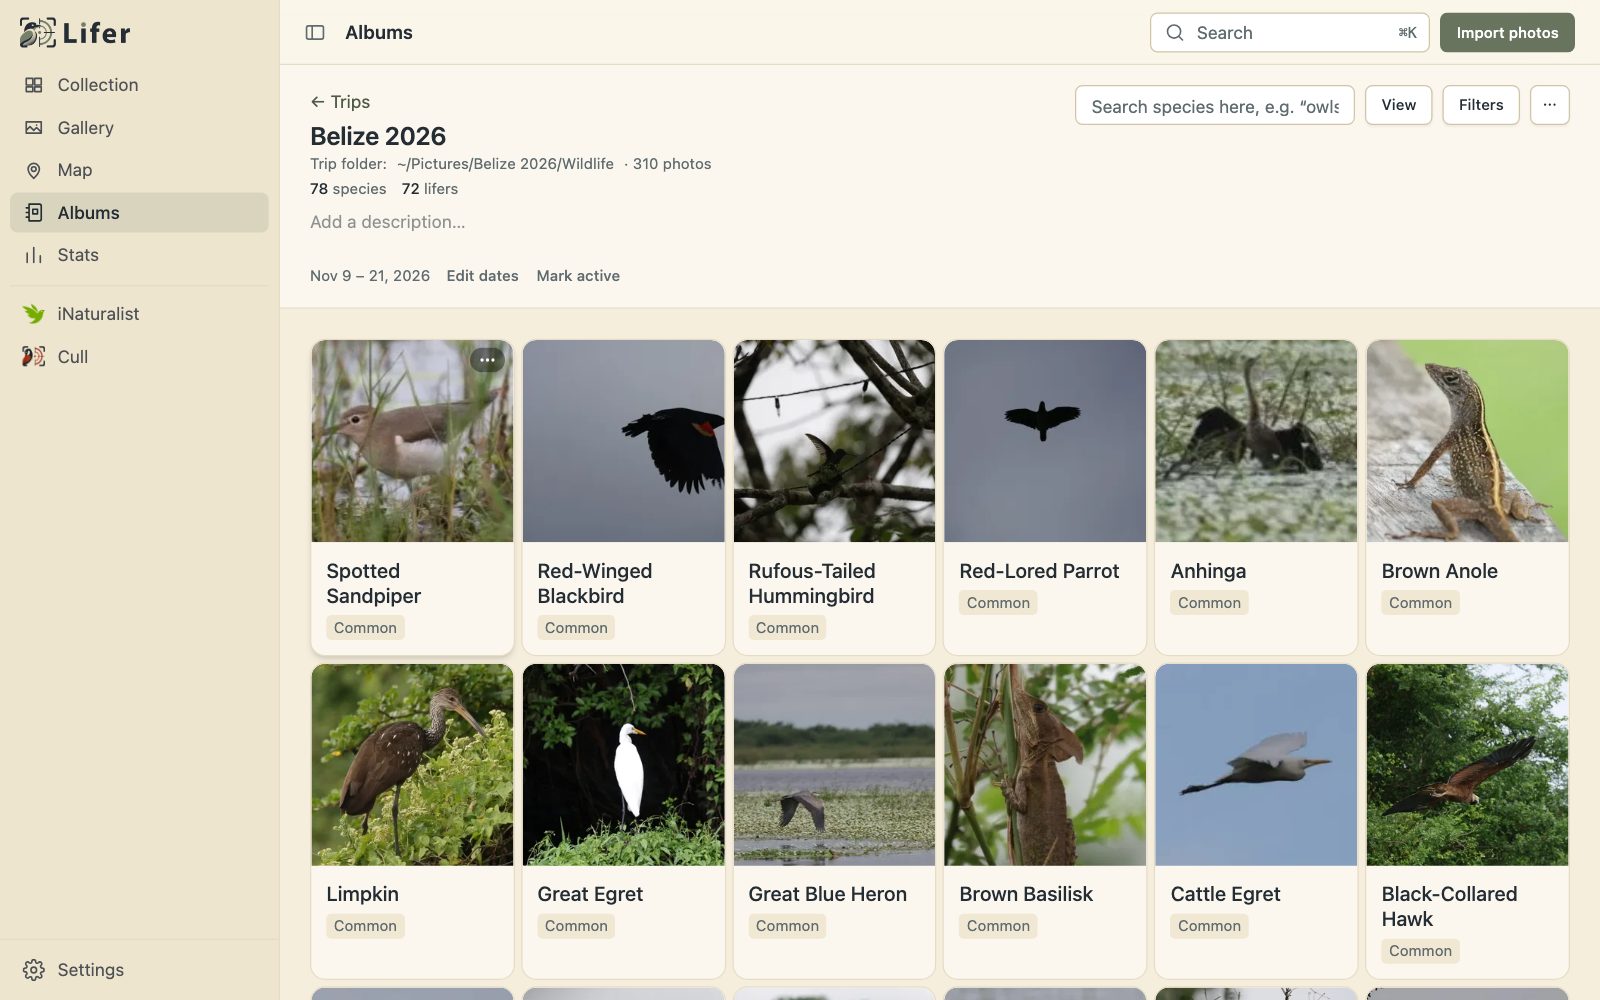 Lifer
Collection
Gallery
Map
Albums
Stats
iNaturalist
Cull
Settings
Albums
Search
⌘K
Import photos
← Trips
Search species here, e.g. “owls
View
Filters
···
Belize 2026
Trip folder: ~/Pictures/Belize 2026/Wildlife · 310 photos
78 species 72 lifers
Add a description...
Nov 9 – 21, 2026 Edit dates Mark active
Spotted
Sandpiper
Common
Red-Winged
Blackbird
Common
Rufous-Tailed
Hummingbird
Common
Red-Lored Parrot
Common
Anhinga
Common
Brown Anole
Common
Limpkin
Common
Great Egret
Common
Great Blue Heron
Common
Brown Basilisk
Common
Cattle Egret
Common
Black-Collared
Hawk
Common